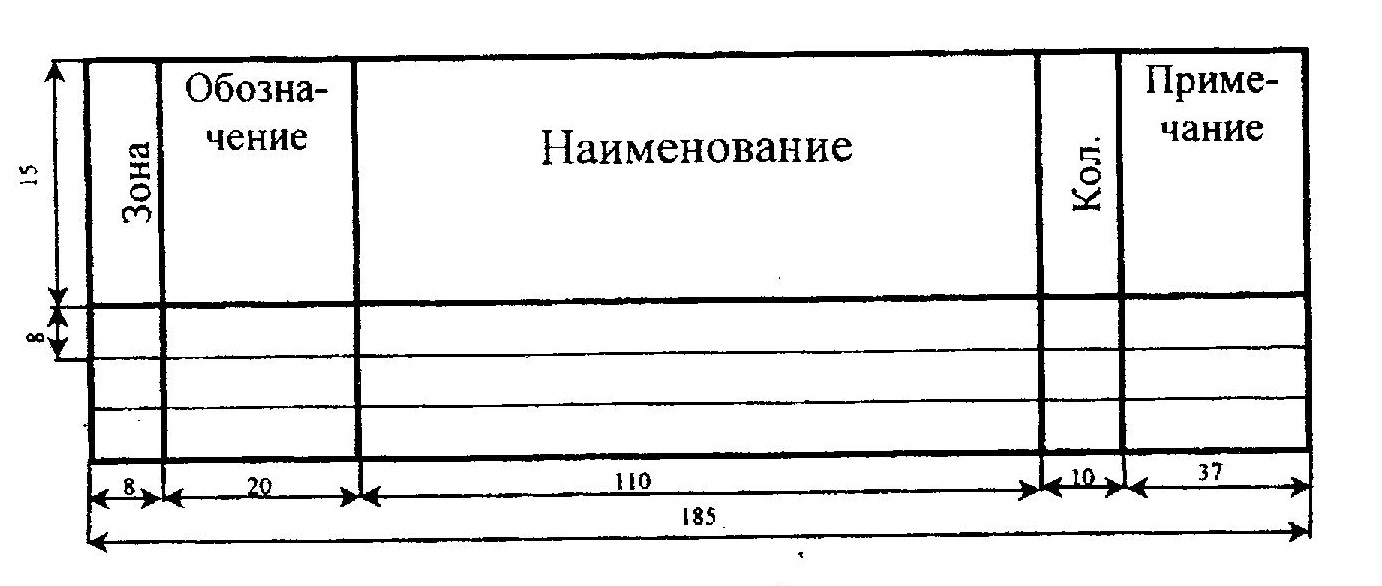 Зона
Обозна-
чение
Наименование
Кол.
Приме-
чание
15
8
8
20
110
10
37
185